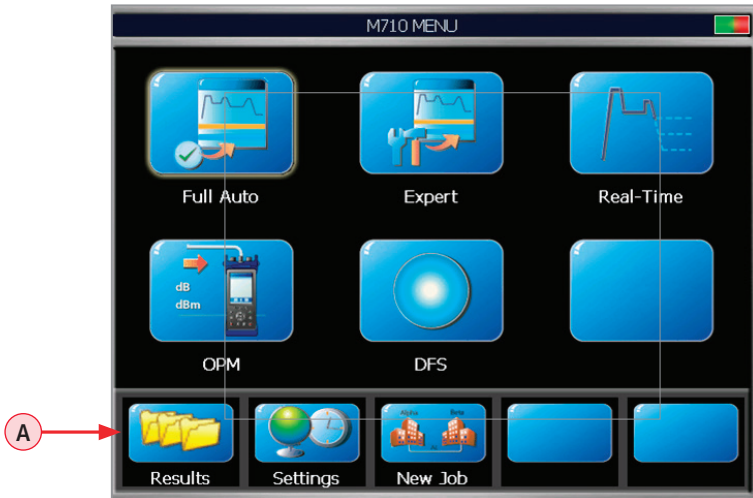 M710 MENU
Full Auto
Expert
Real-Time
dB
dBm
OPM
DFS
A
Alpha
Beta
Results
Settings
New Job